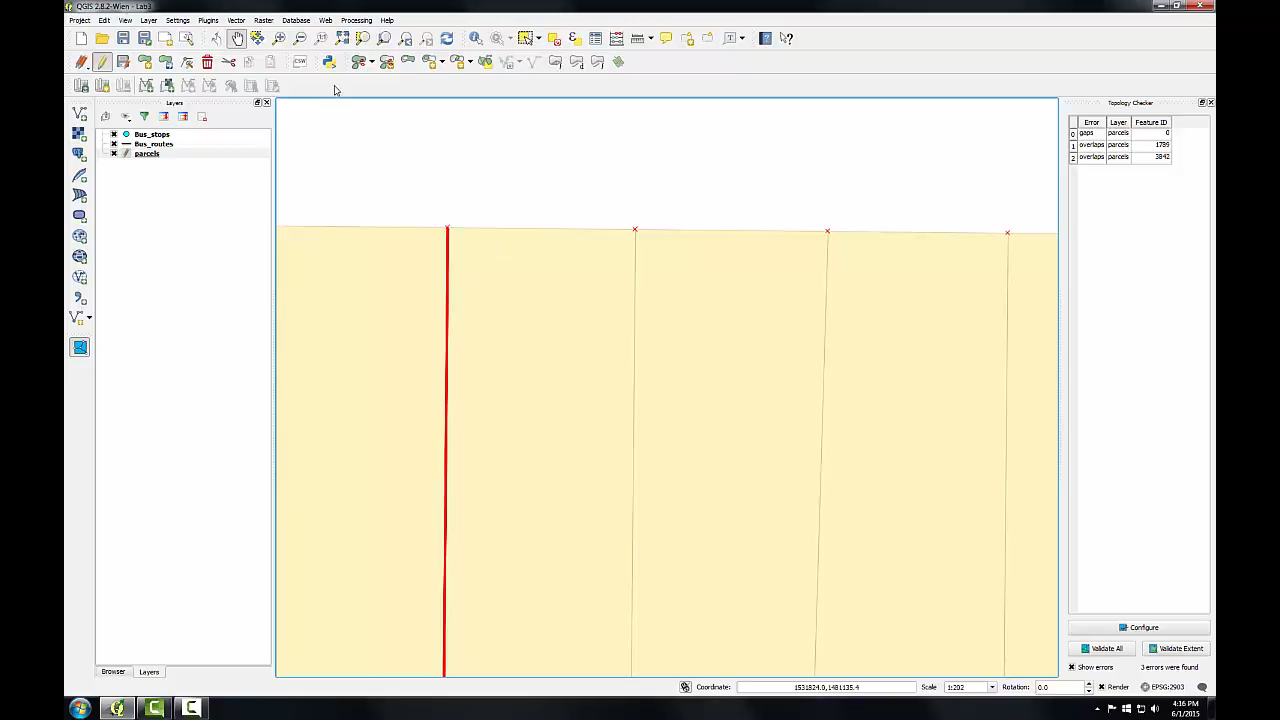 QGIS 2.8.2-Wien - Lab3
Project Edit View Layer Settings Plugins Vector Raster Database Web Processing Help
CSW
Layers
Bus_stops
Bus_routes
parcels
Browser Layers
Topology Checker
Error Layer Feature ID
0 gaps parcels 0
1 overlaps parcels 1789
2 overlaps parcels 3842
Configure
Validate All Validate Extent
Show errors 3 errors were found
Coordinate: 1531824.0,1481135.4 Scale 1:202 Rotation: 0.0 Render EPSG:2903
4:16 PM
6/1/2015